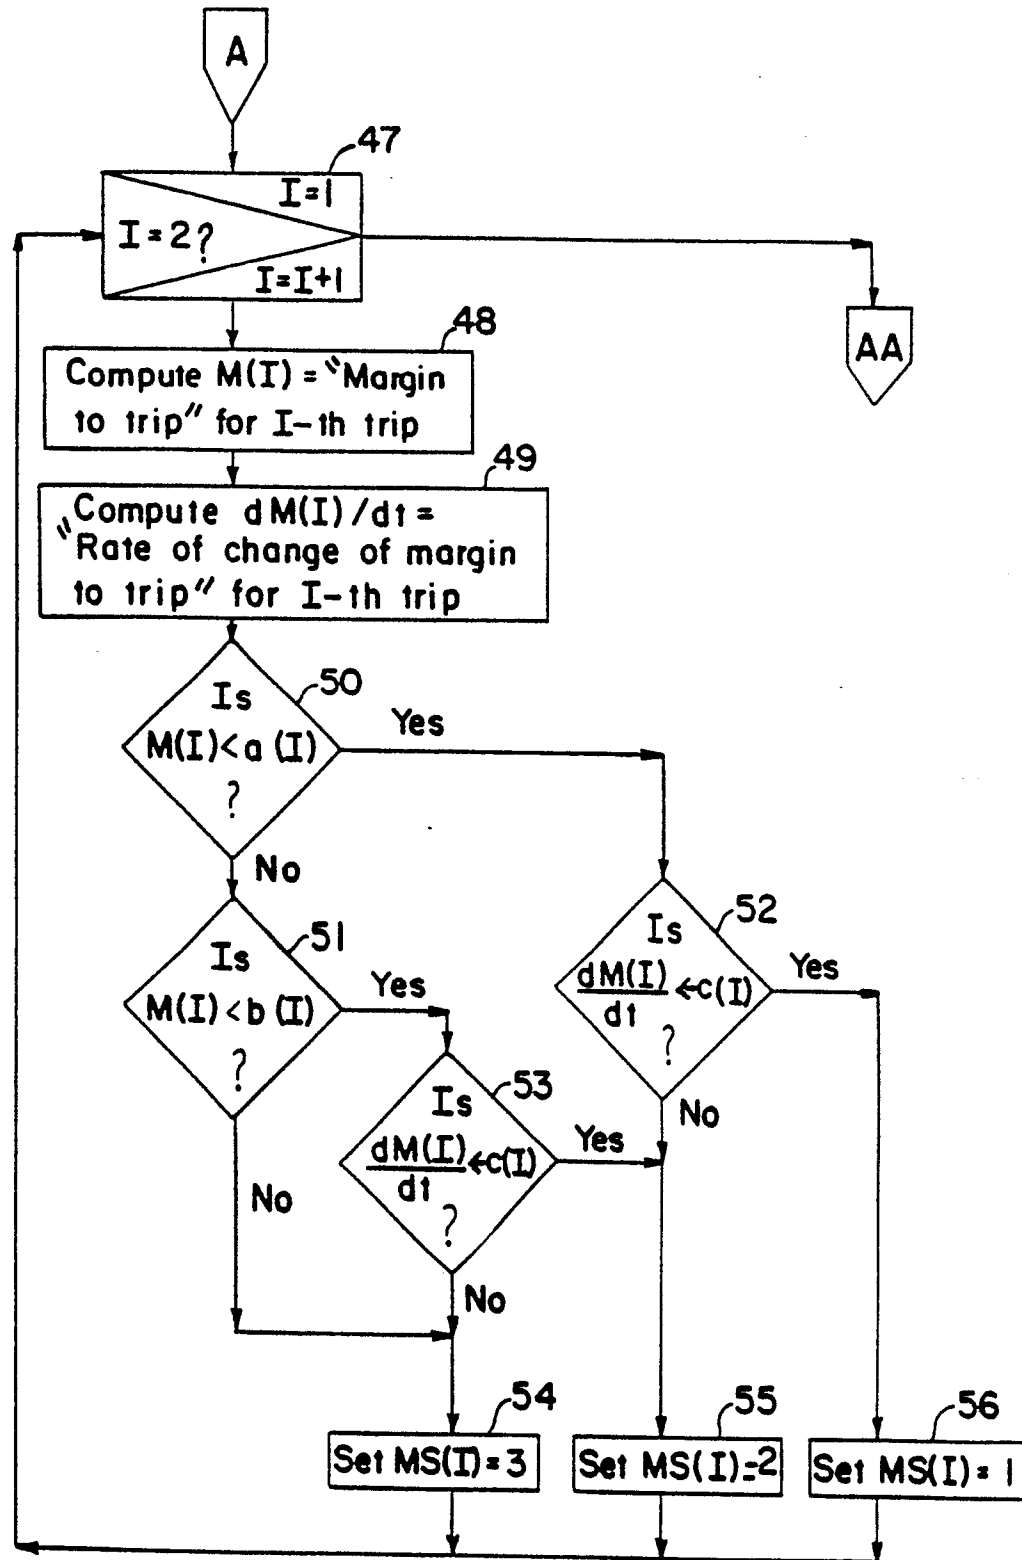 A
47
I=1
I=2?
I=I+1
AA
48
Compute M(I) = "Margin
to trip" for I-th trip
49
"Compute dM(I)/dt=
"Rate of change of margin
to trip" for I-th trip
50
Is
M(I)<a (I)
?
Yes
No
51
Is
M(I)<b (I)
?
Yes
No
52
Is
dM(I)
dt
<-c(I)
?
Yes
No
53
Is
dM(I)
dt
<-c(I)
?
Yes
No
54
Set MS(I)=3
55
Set MS(I)=2
56
Set MS(I)= 1